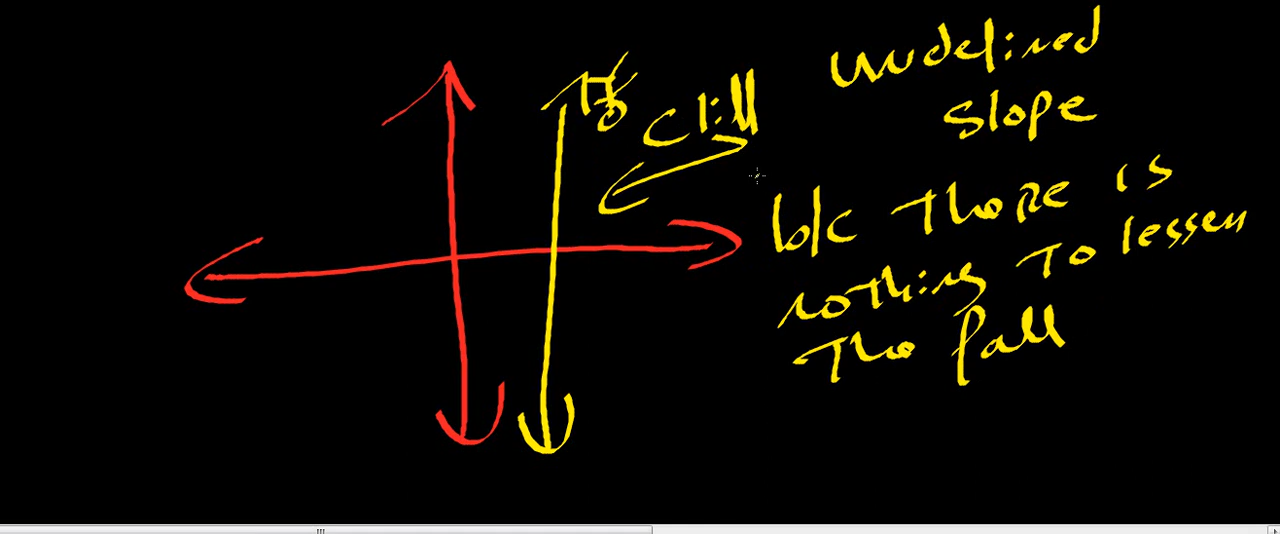 cliff
undefined
slope
b/c there is
nothing to lessen
the fall